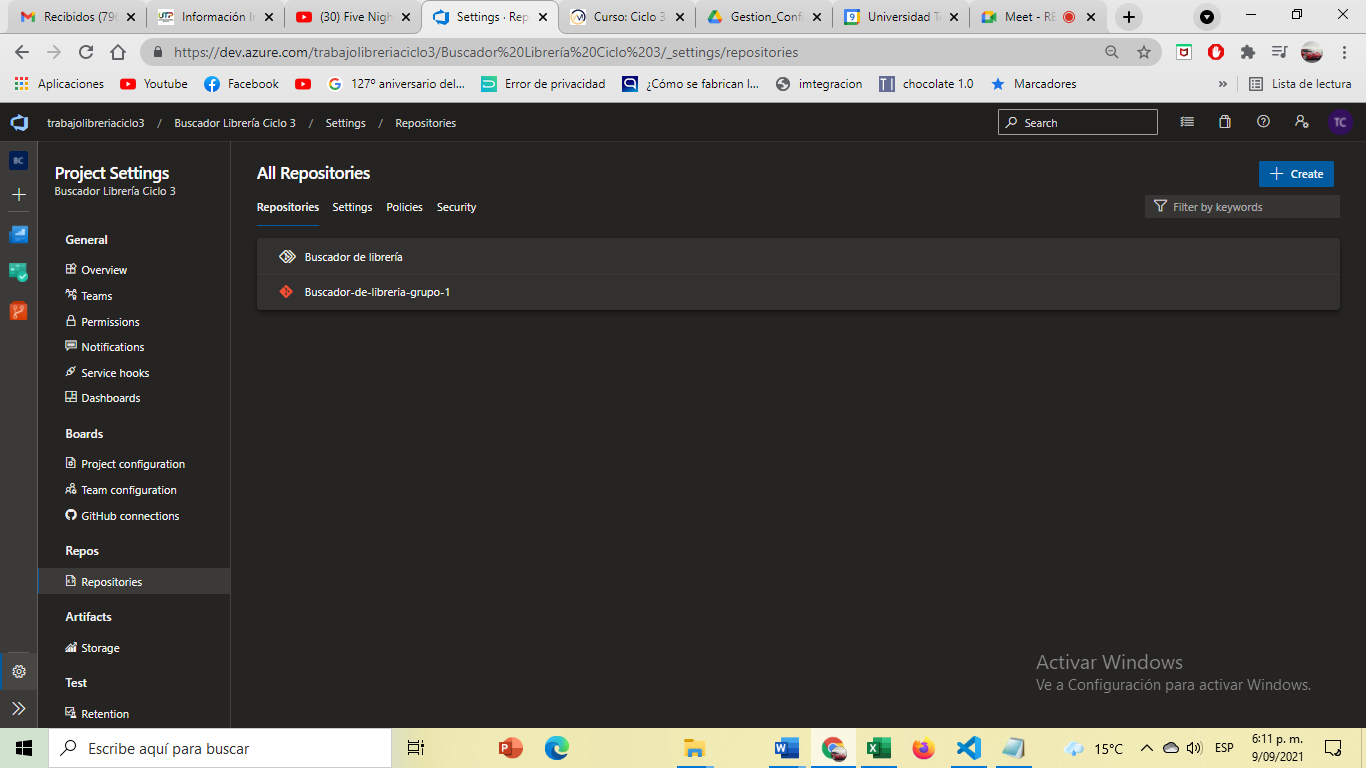 Recibidos (790
Información In
(30) Five Nigh
Settings · Rep
Curso: Ciclo 3
Gestion_Conf
Universidad T
Meet - RE
https://dev.azure.com/trabajolibreriaciclo3/Buscador%20Librería%20Ciclo%203/_settings/repositories
Aplicaciones
Youtube
Facebook
127º aniversario del...
Error de privacidad
¿Cómo se fabrican l...
imtegracion
chocolate 1.0
Marcadores
»
Lista de lectura
trabajolibreriaciclo3 / Buscador Librería Ciclo 3 / Settings / Repositories
Search
TC
BC
Project Settings
Buscador Librería Ciclo 3
General
Overview
Teams
Permissions
Notifications
Service hooks
Dashboards
Boards
Project configuration
Team configuration
GitHub connections
Repos
Repositories
Artifacts
Storage
Test
Retention
All Repositories
Create
Repositories Settings Policies Security
Filter by keywords
Buscador de librería
Buscador-de-libreria-grupo-1
Activar Windows
Ve a Configuración para activar Windows.
Escribe aquí para buscar
15°C
ESP
6:11 p. m.
9/09/2021